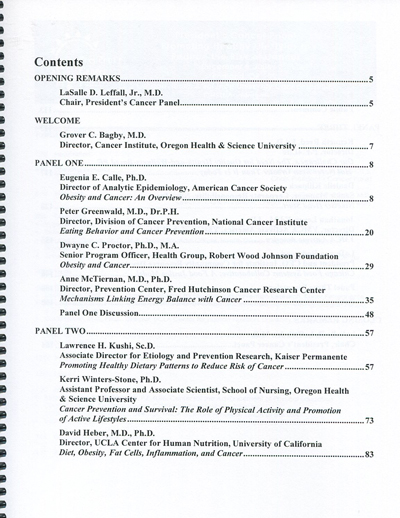 Contents
OPENING REMARKS....................5
LaSalle D. Leffall, Jr., M.D.
Chair, President's Cancer Panel....................5
WELCOME
Grover C. Bagby, M.D.
Director, Cancer Institute, Oregon Health & Science University ....................7
PANEL ONE....................8
Eugenia E. Calle, Ph.D.
Director of Analytic Epidemiology, American Cancer Society
Obesity and Cancer: An Overview....................8
Peter Greenwald, M.D., Dr.P.H.
Director, Division of Cancer Prevention, National Cancer Institute
Eating Behavior and Cancer Prevention....................20
Dwayne C. Proctor, Ph.D., M.A.
Senior Program Officer, Health Group, Robert Wood Johnson Foundation
Obesity and Cancer....................29
Anne McTiernan, M.D., Ph.D.
Director, Prevention Center, Fred Hutchinson Cancer Research Center
Mechanisms Linking Energy Balance with Cancer ....................35
Panel One Discussion....................48
PANEL TWO....................57
Lawrence H. Kushi, Sc.D.
Associate Director for Etiology and Prevention Research, Kaiser Permanente
Promoting Healthy Dietary Patterns to Reduce Risk of Cancer ....................57
Kerri Winters-Stone, Ph.D.
Assistant Professor and Associate Scientist, School of Nursing, Oregon Health
& Science University
Cancer Prevention and Survival: The Role of Physical Activity and Promotion
of Active Lifestyles....................73
David Heber, M.D., Ph.D.
Director, UCLA Center for Human Nutrition, University of California
Diet, Obesity, Fat Cells, Inflammation, and Cancer....................83